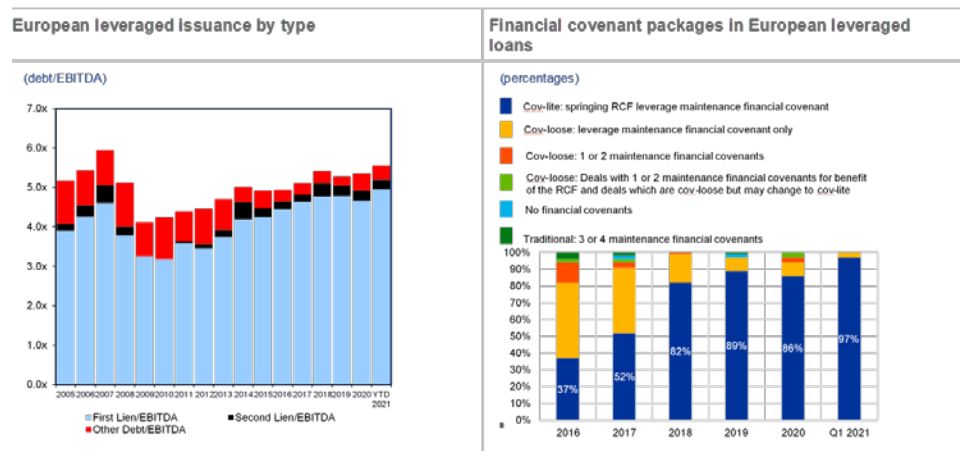 European leveraged issuance by type
(debt/EBITDA)
7.0x
6.0x
5.0x
4.0x
3.0x
2.0x
1.0x
0.0x
2005 2006 2007 2008 2009 2010 2011 2012 2013 2014 2015 2016 2017 2018 2019 2020 YTD
2021
First Lien/EBITDA
Second Lien/EBITDA
Other Debt/EBITDA
Financial covenant packages in European leveraged
loans
(percentages)
Cov-lite: springing RCF leverage maintenance financial covenant
Cov-loose: leverage maintenance financial covenant only
Cov-loose: 1 or 2 maintenance financial covenants
Cov-loose: Deals with 1 or 2 maintenance financial covenants for benefit
of the RCF and deals which are cov-loose but may change to cov-lite
No financial covenants
Traditional: 3 or 4 maintenance financial covenants
100%
90%
80%
70%
60%
50%
40%
30%
20%
10%
0%
37%
52%
82%
89%
86%
97%
2016 2017 2018 2019 2020 Q1 2021